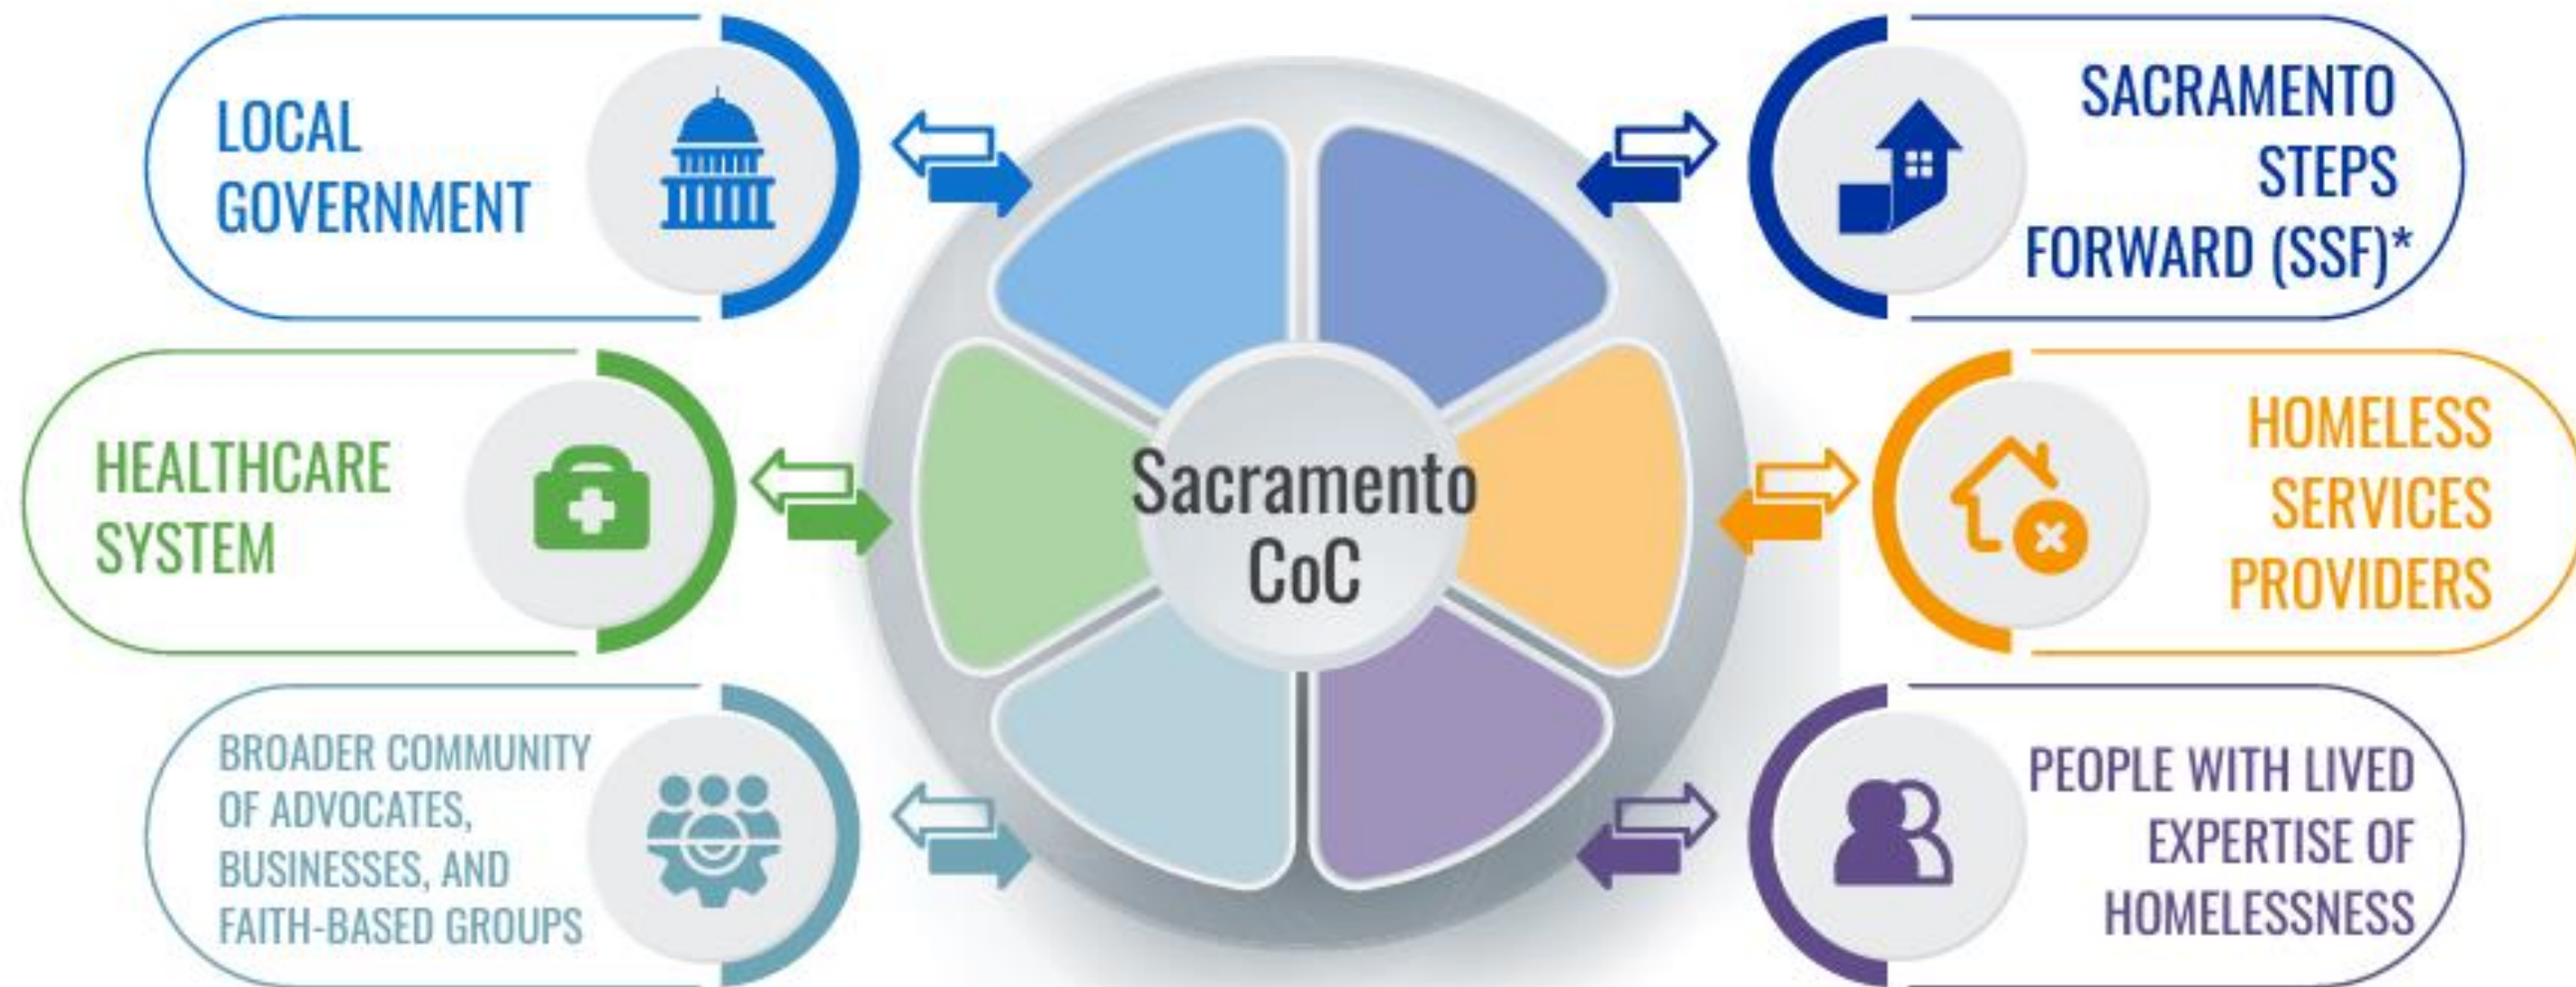 LOCAL
GOVERNMENT
SACRAMENTO
STEPS
FORWARD (SSF)*
HEALTHCARE
SYSTEM
Sacramento
CoC
HOMELESS
SERVICES
PROVIDERS
BROADER COMMUNITY
OF ADVOCATES,
BUSINESSES, AND
FAITH-BASED GROUPS
PEOPLE WITH LIVED
EXPERTISE OF
HOMELESSNESS